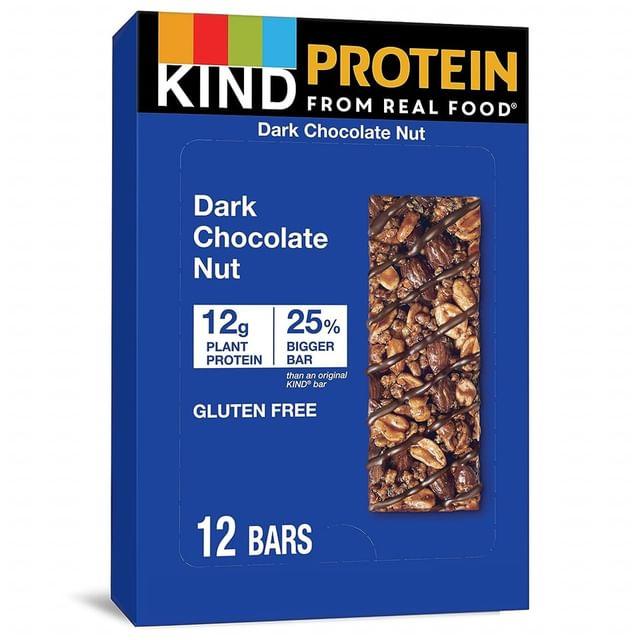 KIND
PROTEIN
FROM REAL FOOD®
Dark Chocolate Nut
Dark
Chocolate
Nut
12g
PLANT
PROTEIN
25%
BIGGER
BAR
than an original
KIND® bar
GLUTEN FREE
12 BARS